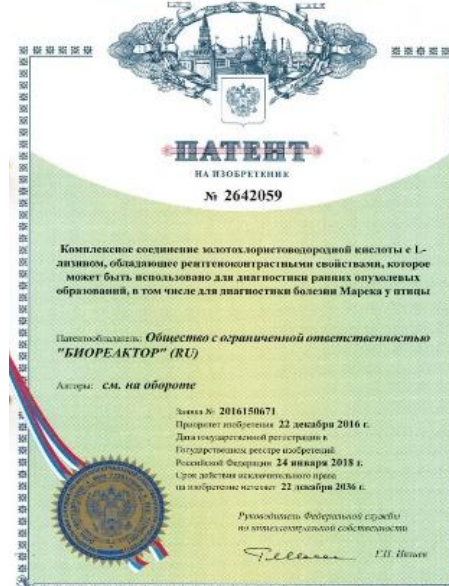 ПАТЕНТ
НА ИЗОБРЕТЕНИЕ
№ 2642059
Комплексное соединение золотохлористоводородной кислоты с L-
лизином, обладающее рентгеноконтрастными свойствами, которое
может быть использовано для диагностики ранних опухолевых
образований, в том числе для диагностики болезни Марека у птицы
Патентообладатель: Общество с ограниченной ответственностью
"БИОРЕАКТОР" (RU)
Авторы: см. на обороте
Заявка № 2016150671
Приоритет изобретения 22 декабря 2016 г.
Дата государственной регистрации в
Государственном реестре изобретений
Российской Федерации 24 января 2018 г.
Срок действия исключительного права
на изобретение истекает 22 декабря 2036 г.
Руководитель Федеральной службы
по интеллектуальной собственности
Г.П. Ивлиев